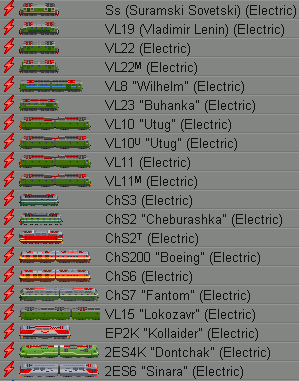 Ss (Suramski Sovetski) (Electric)
VL19 (Vladimir Lenin) (Electric)
VL22 (Electric)
VL22ᴹ (Electric)
VL8 "Wilhelm" (Electric)
VL23 "Buhanka" (Electric)
VL10 "Utug" (Electric)
VL10ᵁ "Utug" (Electric)
VL11 (Electric)
VL11ᴹ (Electric)
ChS3 (Electric)
ChS2 "Cheburashka" (Electric)
ChS2ᵀ (Electric)
ChS200 "Boeing" (Electric)
ChS6 (Electric)
ChS7 "Fantom" (Electric)
VL15 "Lokozavr" (Electric)
EP2K "Kollaider" (Electric)
2ES4K "Dontchak" (Electric)
2ES6 "Sinara" (Electric)